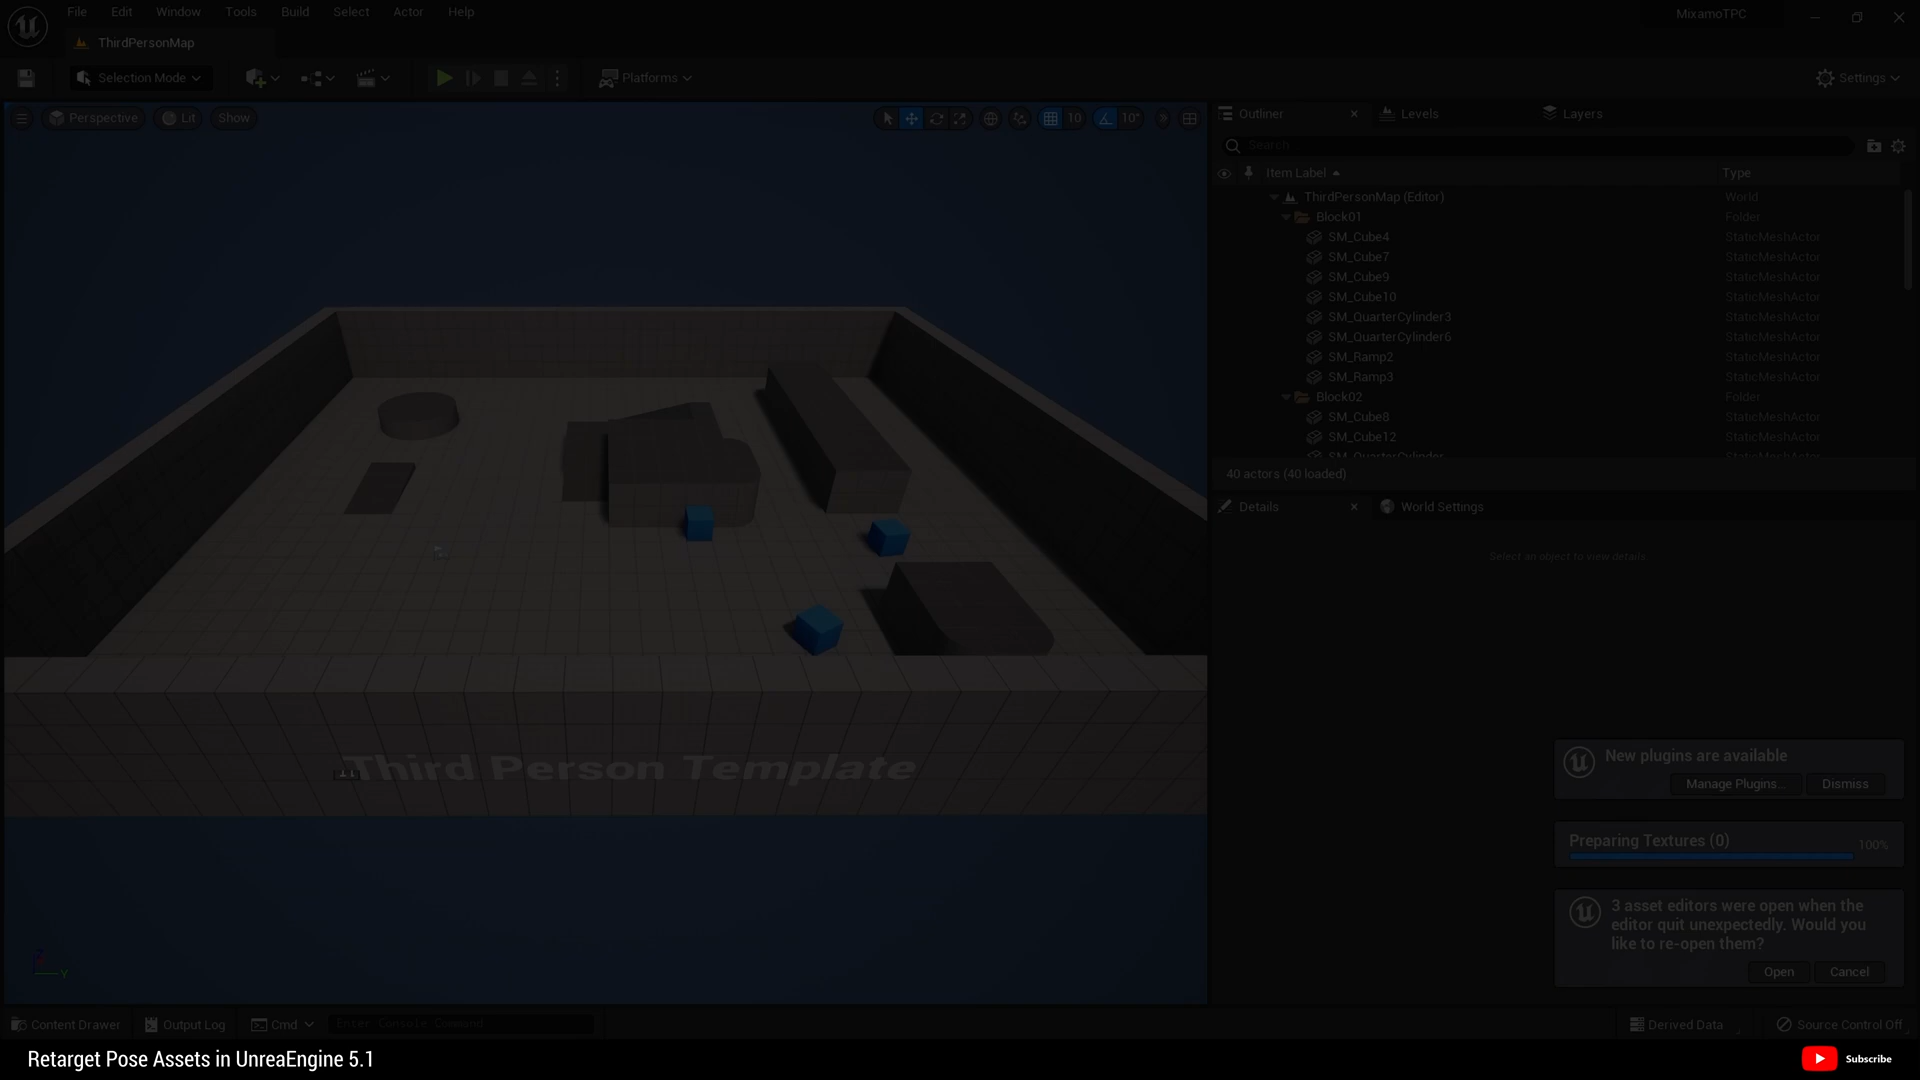 File Edit Window Tools Build Select Actor Help
MixamoTPC
ThirdPersonMap
Selection Mode
Platforms
Settings
Perspective Lit Show
10 10°
Outliner Levels Layers
Search
Item Label Type
ThirdPersonMap (Editor) World
Block01 Folder
SM_Cube4 StaticMeshActor
SM_Cube7 StaticMeshActor
SM_Cube9 StaticMeshActor
SM_Cube10 StaticMeshActor
SM_QuarterCylinder3 StaticMeshActor
SM_QuarterCylinder6 StaticMeshActor
SM_Ramp2 StaticMeshActor
SM_Ramp3 StaticMeshActor
Block02 Folder
SM_Cube8 StaticMeshActor
SM_Cube12 StaticMeshActor
40 actors (40 loaded)
Details World Settings
Select an object to view details.
Third Person Template
New plugins are available
Manage Plugins... Dismiss
Preparing Textures (0)
100%
3 asset editors were open when the
editor quit unexpectedly. Would you
like to re-open them?
Open Cancel
Y
Content Drawer Output Log Cmd Enter Console Command
Derived Data Source Control Off
Retarget Pose Assets in UnreaEngine 5.1
Subscribe